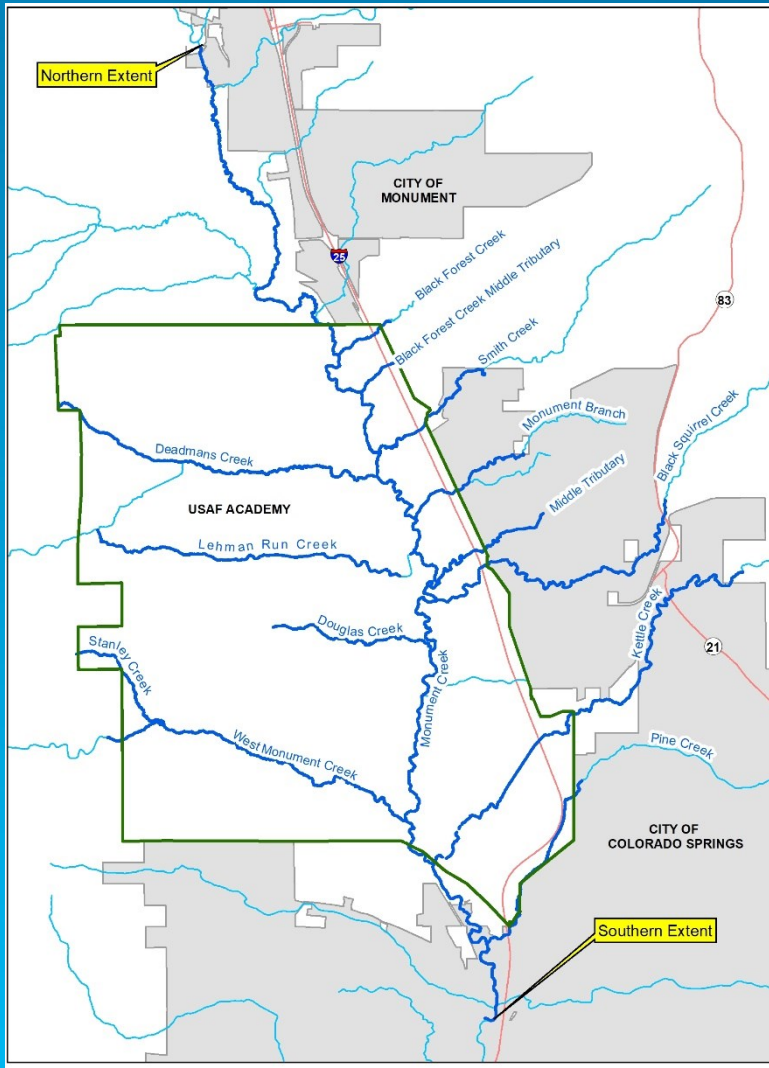 Northern Extent
CITY OF
MONUMENT
25
Black Forest Creek
Black Forest Creek Middle Tributary
83
Smith Creek
Monument Branch
Black Squirrel Creek
Deadmans Creek
Middle Tributary
USAF ACADEMY
Lehman Run Creek
Kettle Creek
Douglas Creek
21
Stanley Creek
Monument Creek
West Monument Creek
Pine Creek
CITY OF
COLORADO SPRINGS
Southern Extent